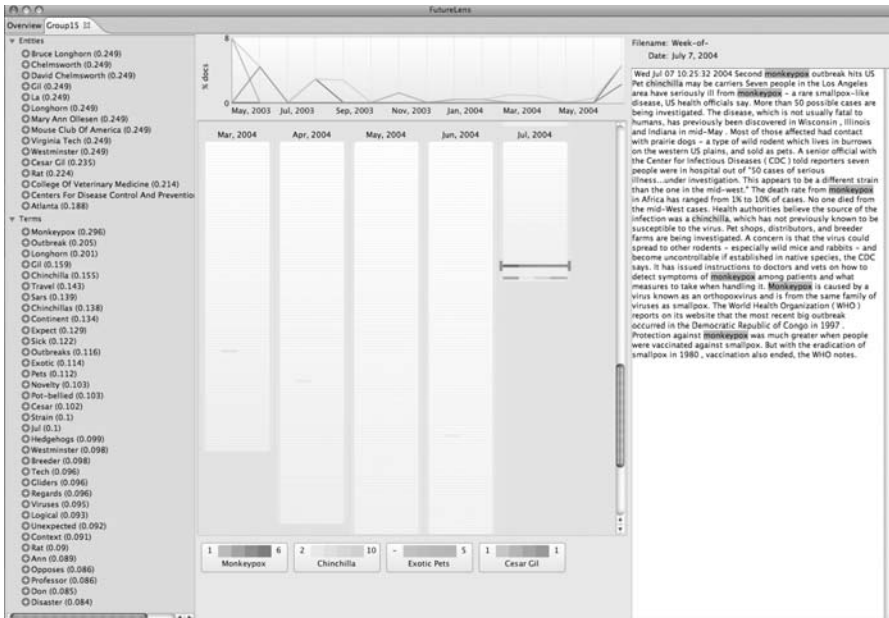 FutureLens
Overview Group15
Entities
Bruce Longhorn (0.249)
Chelmsworth (0.249)
David Chelmsworth (0.249)
Gil (0.249)
La (0.249)
Longhorn (0.249)
Mary Ann Ollesen (0.249)
Mouse Club Of America (0.249)
Virginia Tech (0.249)
Westminster (0.249)
Cesar Gil (0.235)
Rat (0.224)
College Of Veterinary Medicine (0.214)
Centers For Disease Control And Preventio
Atlanta (0.188)
Terms
Monkeypox (0.296)
Outbreak (0.205)
Longhorn (0.201)
Gil (0.159)
Chinchilla (0.155)
Travel (0.143)
Sars (0.139)
Chinchillas (0.138)
Continent (0.134)
Expect (0.129)
Sick (0.122)
Outbreaks (0.116)
Exotic (0.114)
Pets (0.112)
Novelty (0.103)
Pot-bellied (0.103)
Cesar (0.102)
Strain (0.1)
Jul (0.1)
Hedgehogs (0.099)
Westminster (0.098)
Breeder (0.098)
Tech (0.096)
Gliders (0.096)
Regards (0.096)
Viruses (0.095)
Logical (0.093)
Unexpected (0.092)
Context (0.091)
Rat (0.09)
Ann (0.089)
Opposes (0.086)
Professor (0.086)
Don (0.085)
Disaster (0.084)
8
% docs
0
May, 2003 Jul, 2003 Sep, 2003 Nov, 2003 Jan, 2004 Mar, 2004 May, 2004
Mar, 2004 Apr, 2004 May, 2004 Jun, 2004 Jul, 2004
1 6 2 10 - 5 1 1
Monkeypox Chinchilla Exotic Pets Cesar Gil
Filename: Week-of-
Date: July 7, 2004
Wed Jul 07 10:25:32 2004 Second monkeypox outbreak hits US
Pet chinchilla may be carriers Seven people in the Los Angeles
area have seriously ill from monkeypox - a rare smallpox-like
disease, US health officials say. More than 50 possible cases are
being investigated. The disease, which is not usually fatal to
humans, has previously been discovered in Wisconsin , Illinois
and Indiana in mid-May . Most of those affected had contact
with prairie dogs - a type of wild rodent which lives in burrows
on the western US plains, and sold as pets. A senior official with
the Center for Infectious Diseases ( CDC ) told reporters seven
people were in hospital out of "50 cases of serious
illness...under investigation. This appears to be a different strain
than the one in the mid-west." The death rate from monkeypox
in Africa has ranged from 1% to 10% of cases. No one died from
the mid-West cases. Health authorities believe the source of the
infection was a chinchilla, which has not previously known to be
susceptible to the virus. Pet shops, distributors, and breeder
farms are being investigated. A concern is that the virus could
spread to other rodents - especially wild mice and rabbits - and
become uncontrollable if established in native species, the CDC
says. It has issued instructions to doctors and vets on how to
detect symptoms of monkeypox among patients and what
measures to take when handling it. Monkeypox is caused by a
virus known as an orthopoxvirus and is from the same family of
viruses as smallpox. The World Health Organization ( WHO )
reports on its website that the most recent big outbreak
occurred in the Democratic Republic of Congo in 1997 .
Protection against monkeypox was much greater when people
were vaccinated against smallpox. But with the eradication of
smallpox in 1980 , vaccination also ended, the WHO notes.